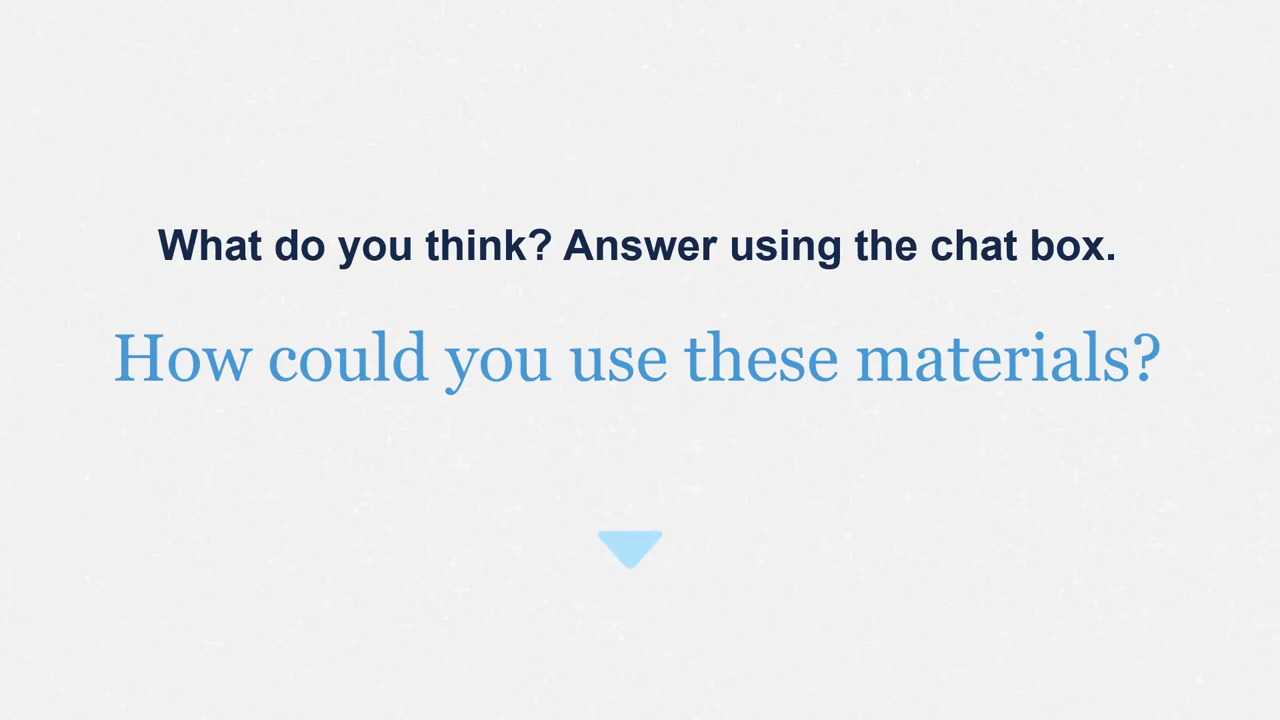 What do you think? Answer using the chat box.
How could you use these materials?